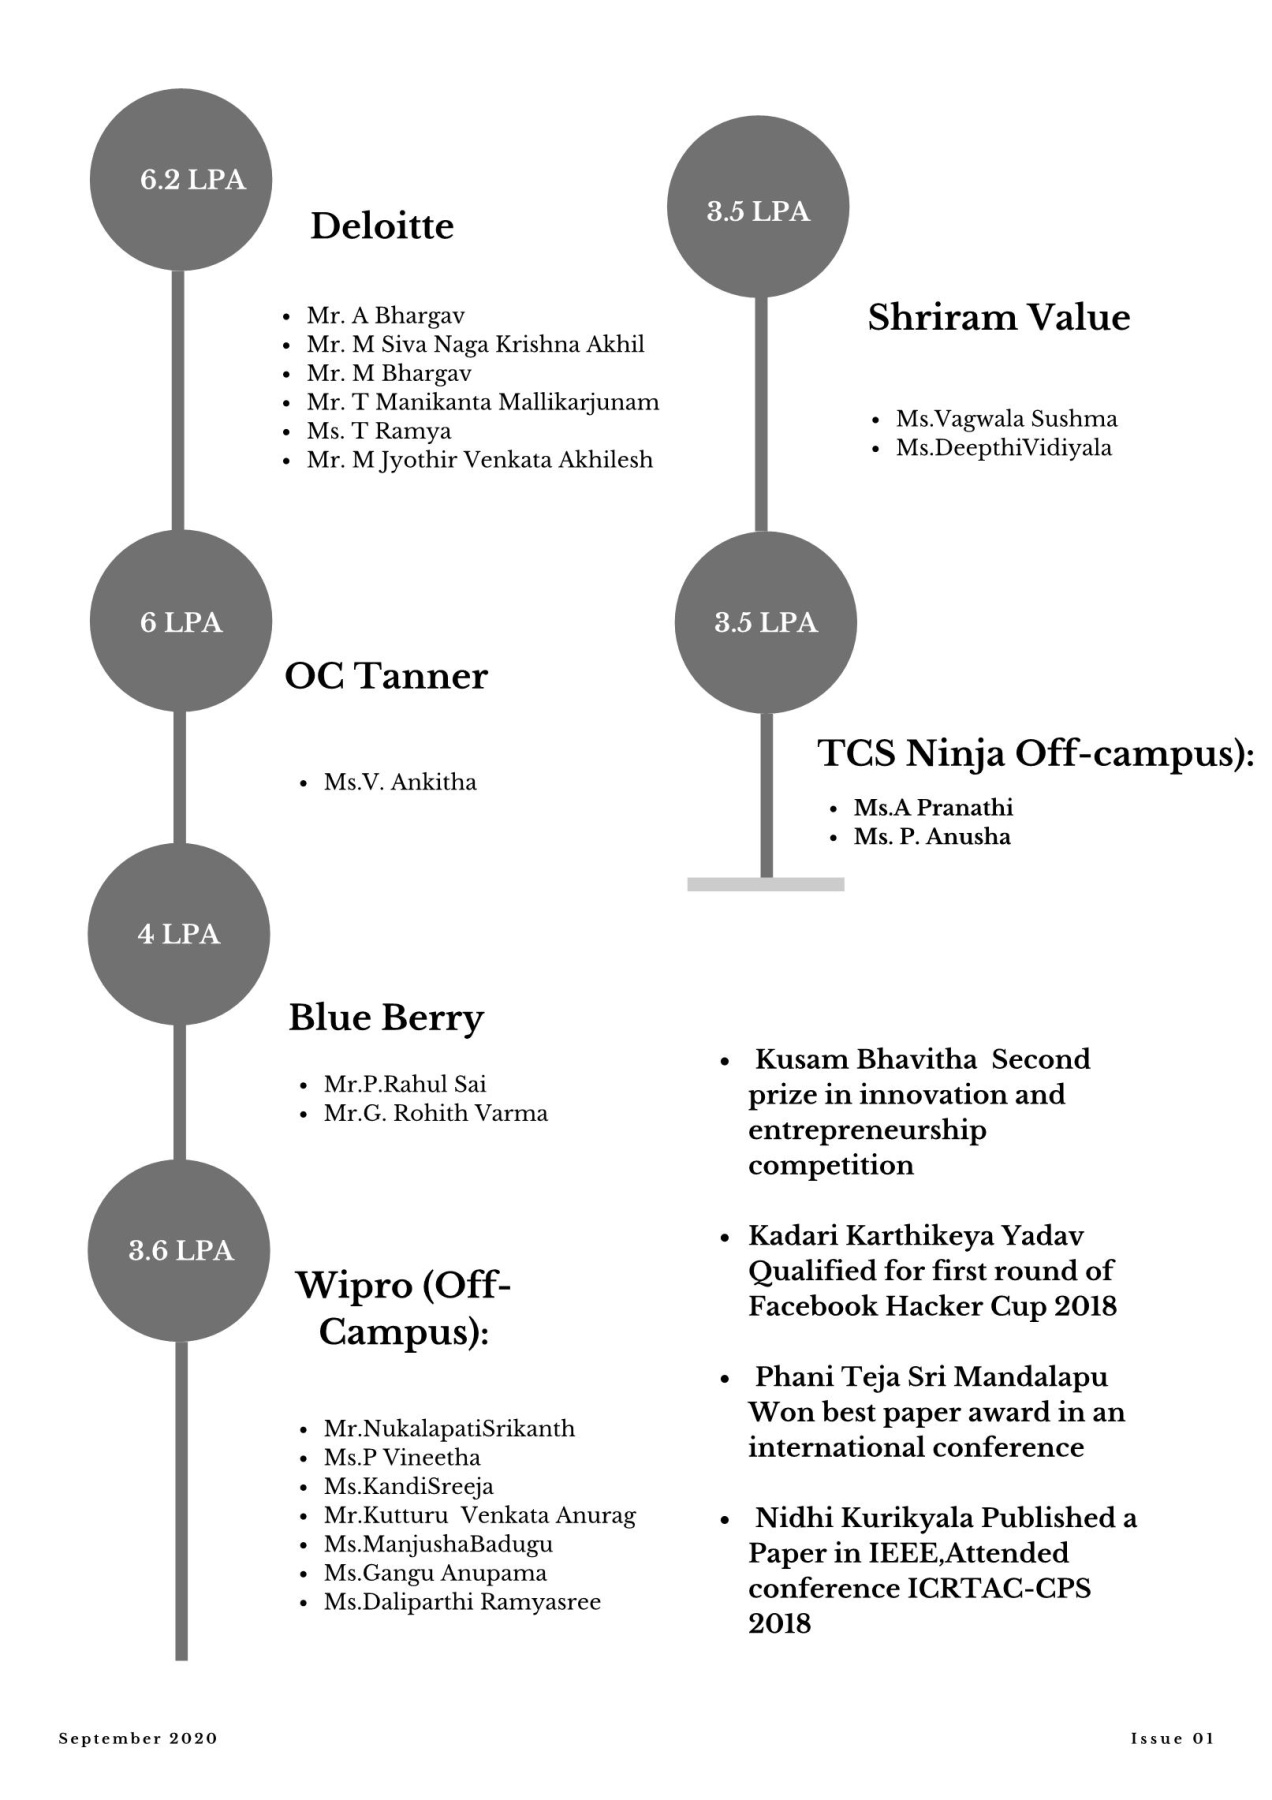 6.2 LPA
Deloitte
• Mr. A Bhargav
• Mr. M Siva Naga Krishna Akhil
• Mr. M Bhargav
• Mr. T Manikanta Mallikarjunam
• Ms. T Ramya
• Mr. M Jyothir Venkata Akhilesh
6 LPA
OC Tanner
• Ms.V. Ankitha
4 LPA
Blue Berry
• Mr.P.Rahul Sai
• Mr.G. Rohith Varma
3.6 LPA
Wipro (Off-
Campus):
• Mr.NukalapatiSrikanth
• Ms.P Vineetha
• Ms.KandiSreeja
• Mr.Kutturu  Venkata Anurag
• Ms.ManjushaBadugu
• Ms.Gangu Anupama
• Ms.Daliparthi Ramyasree
3.5 LPA
Shriram Value
• Ms.Vagwala Sushma
• Ms.DeepthiVidiyala
3.5 LPA
TCS Ninja Off-campus):
• Ms.A Pranathi
• Ms. P. Anusha
• Kusam Bhavitha  Second
prize in innovation and
entrepreneurship
competition
• Kadari Karthikeya Yadav
Qualified for first round of
Facebook Hacker Cup 2018
• Phani Teja Sri Mandalapu
Won best paper award in an
international conference
• Nidhi Kurikyala Published a
Paper in IEEE,Attended
conference ICRTAC-CPS
2018
September 2020
Issue 01